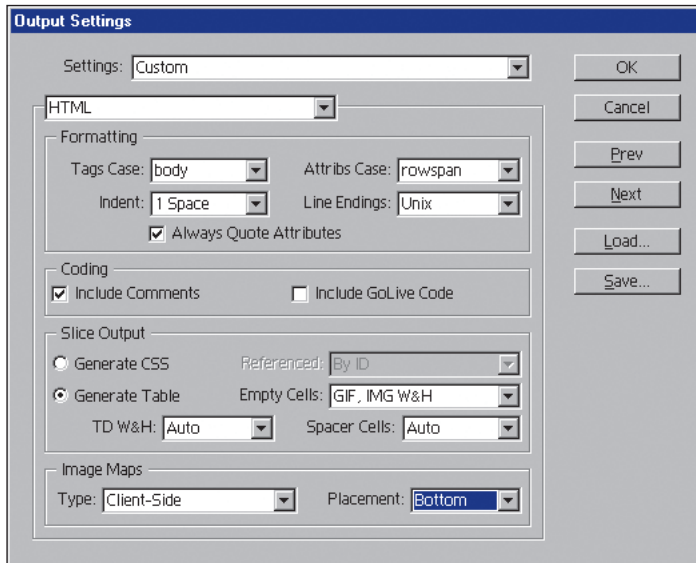 Output Settings
Settings: Custom
OK
HTML
Cancel
Formatting
Tags Case: body
Attribs Case: rowspan
Prev
Indent: 1 Space
Line Endings: Unix
Next
Always Quote Attributes
Load...
Coding
Include Comments
Include GoLive Code
Save...
Slice Output
Generate CSS
Referenced: By ID
Generate Table
Empty Cells: GIF, IMG W&H
TD W&H: Auto
Spacer Cells: Auto
Image Maps
Type: Client-Side
Placement: Bottom